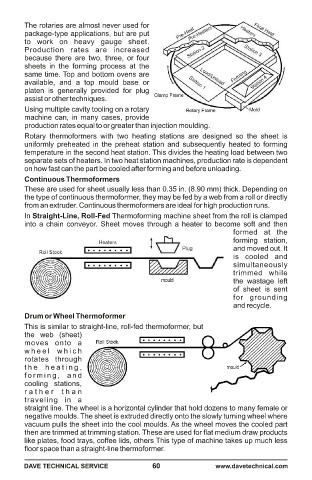 The rotaries are almost never used for
package-type applications, but are put
to work on heavy gauge sheet.
Production rates are increased
because there are two, three, or four
sheets in the forming process at the
same time. Top and bottom ovens are
available, and a top mould base or
platen is generally provided for plug
assist or other techniques.
Using multiple cavity tooling on a rotary
machine can, in many cases, provide
production rates equal to or greater than injection moulding.
Pre-Heat
Final Heat
Heaters
Station 2
Station 3
Station 1
Load/Unload
Clamp Frame
Rotary Frame
Mold
Rotary thermoformers with two heating stations are designed so the sheet is
uniformly preheated in the preheat station and subsequently heated to forming
temperature in the second heat station. This divides the heating load between two
separate sets of heaters. In two heat station machines, production rate is dependent
on how fast can the part be cooled after forming and before unloading.
Continuous Thermoformers
These are used for sheet usually less than 0.35 in. (8.90 mm) thick. Depending on
the type of continuous thermoformer, they may be fed by a web from a roll or directly
from an extruder. Continuous thermoformers are ideal for high production runs.
In Straight-Line, Roll-Fed Thermoforming machine sheet from the roll is clamped
into a chain conveyor. Sheet moves through a heater to become soft and then
formed at the
forming station,
and moved out. It
is cooled and
simultaneously
trimmed while
the wastage left
of sheet is sent
for grounding
and recycle.
Heaters
Roll Stock
Plug
mould
Drum or Wheel Thermoformer
This is similar to straight-line, roll-fed thermoformer, but
the web (sheet)
moves onto a
wheel which
rotates through
the heating,
forming, and
cooling stations,
rather than
traveling in a
Roll Stock
mould
straight line. The wheel is a horizontal cylinder that hold dozens to many female or
negative moulds. The sheet is extruded directly onto the slowly turning wheel where
vacuum pulls the sheet into the cool moulds. As the wheel moves the cooled part
then are trimmed at trimming station. These are used for flat medium draw products
like plates, food trays, coffee lids, others This type of machine takes up much less
floor space than a straight-line thermoformer.
DAVE TECHNICAL SERVICE 60 www.davetechnical.com